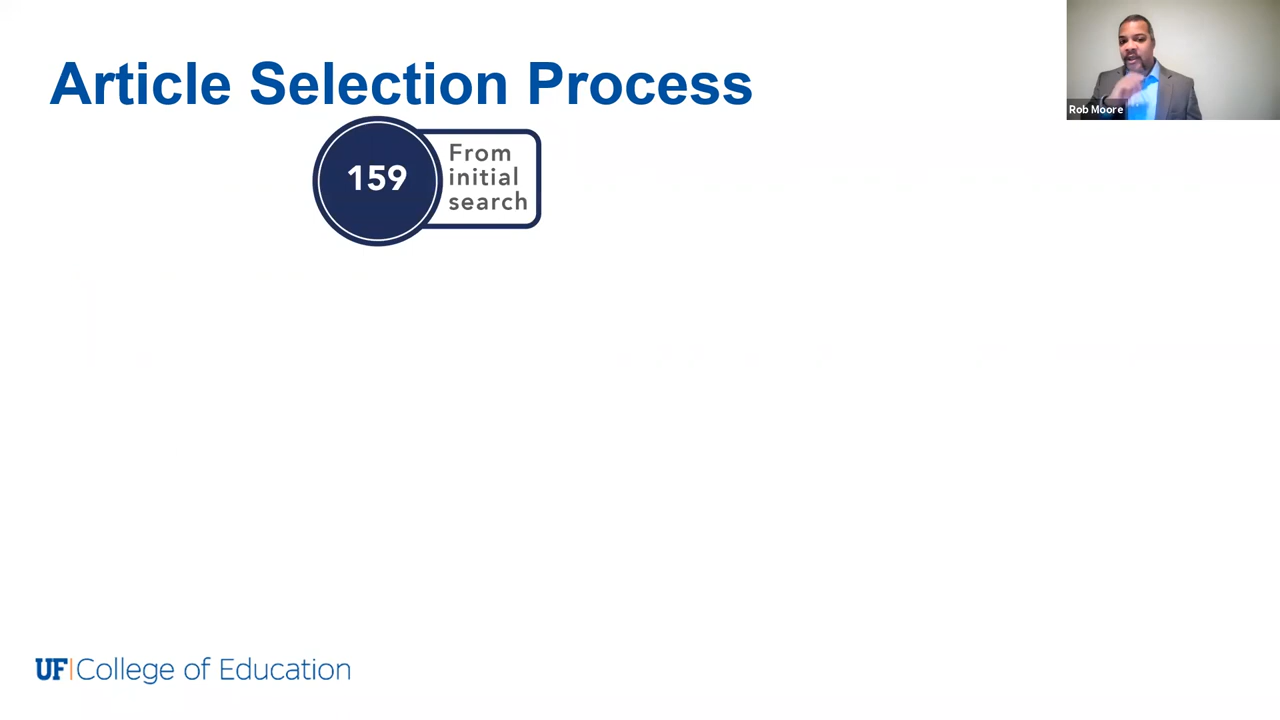 Article Selection Process
Rob Moore
159
From
initial
search
UF College of Education